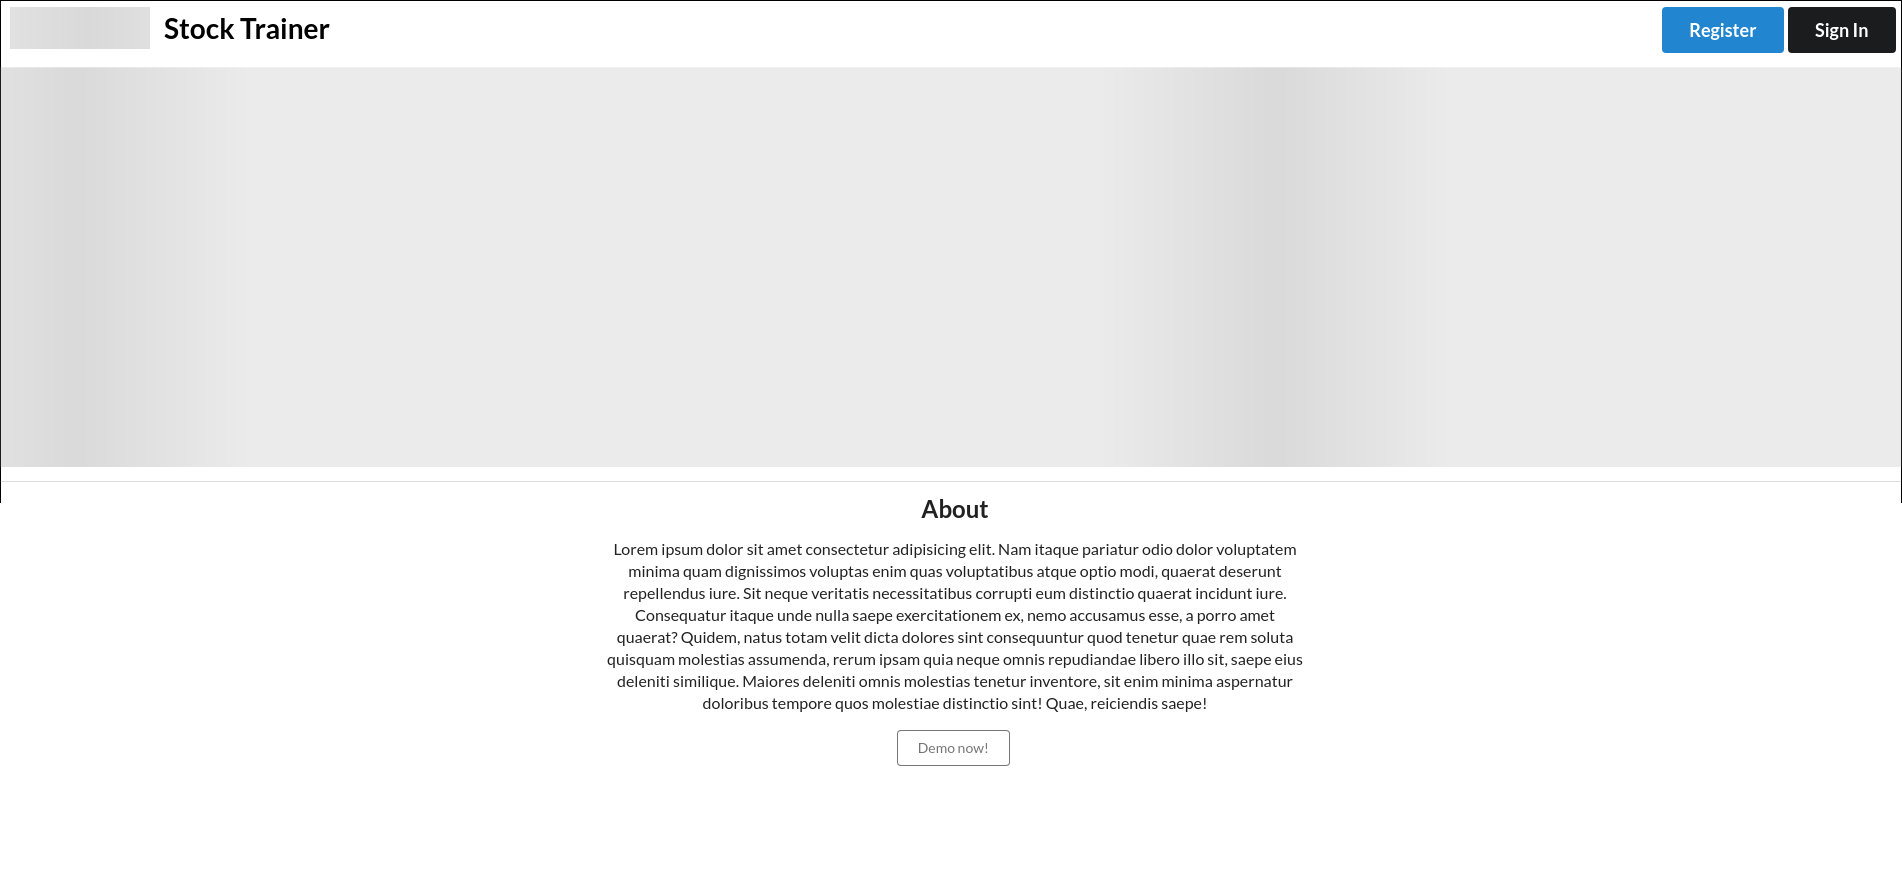 Stock Trainer
Register
Sign In
About
Lorem ipsum dolor sit amet consectetur adipisicing elit. Nam itaque pariatur odio dolor voluptatem
minima quam dignissimos voluptas enim quas voluptatibus atque optio modi, quaerat deserunt
repellendus iure. Sit neque veritatis necessitatibus corrupti eum distinctio quaerat incidunt iure.
Consequatur itaque unde nulla saepe exercitationem ex, nemo accusamus esse, a porro amet
quaerat? Quidem, natus totam velit dicta dolores sint consequuntur quod tenetur quae rem soluta
quisquam molestias assumenda, rerum ipsam quia neque omnis repudiandae libero illo sit, saepe eius
deleniti similique. Maiores deleniti omnis molestias tenetur inventore, sit enim minima aspernatur
doloribus tempore quos molestiae distinctio sint! Quae, reiciendis saepe!
Demo now!